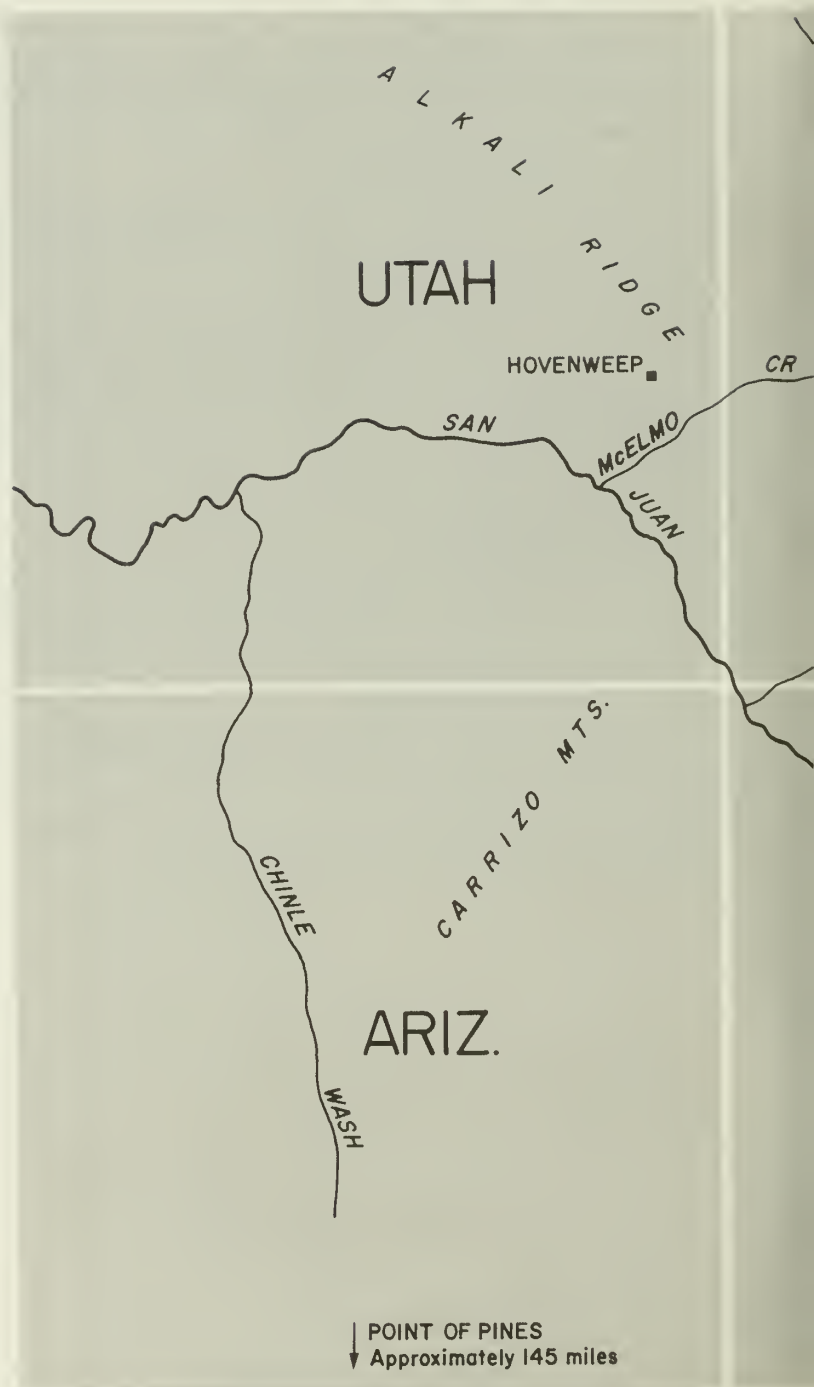 ALKALI RIDGE
UTAH
HOVENWEEP
CR
SAN
McELMO
JUAN
CARRIZO MTS.
CHINLE
ARIZ.
WASH
POINT OF PINES
Approximately 145 miles